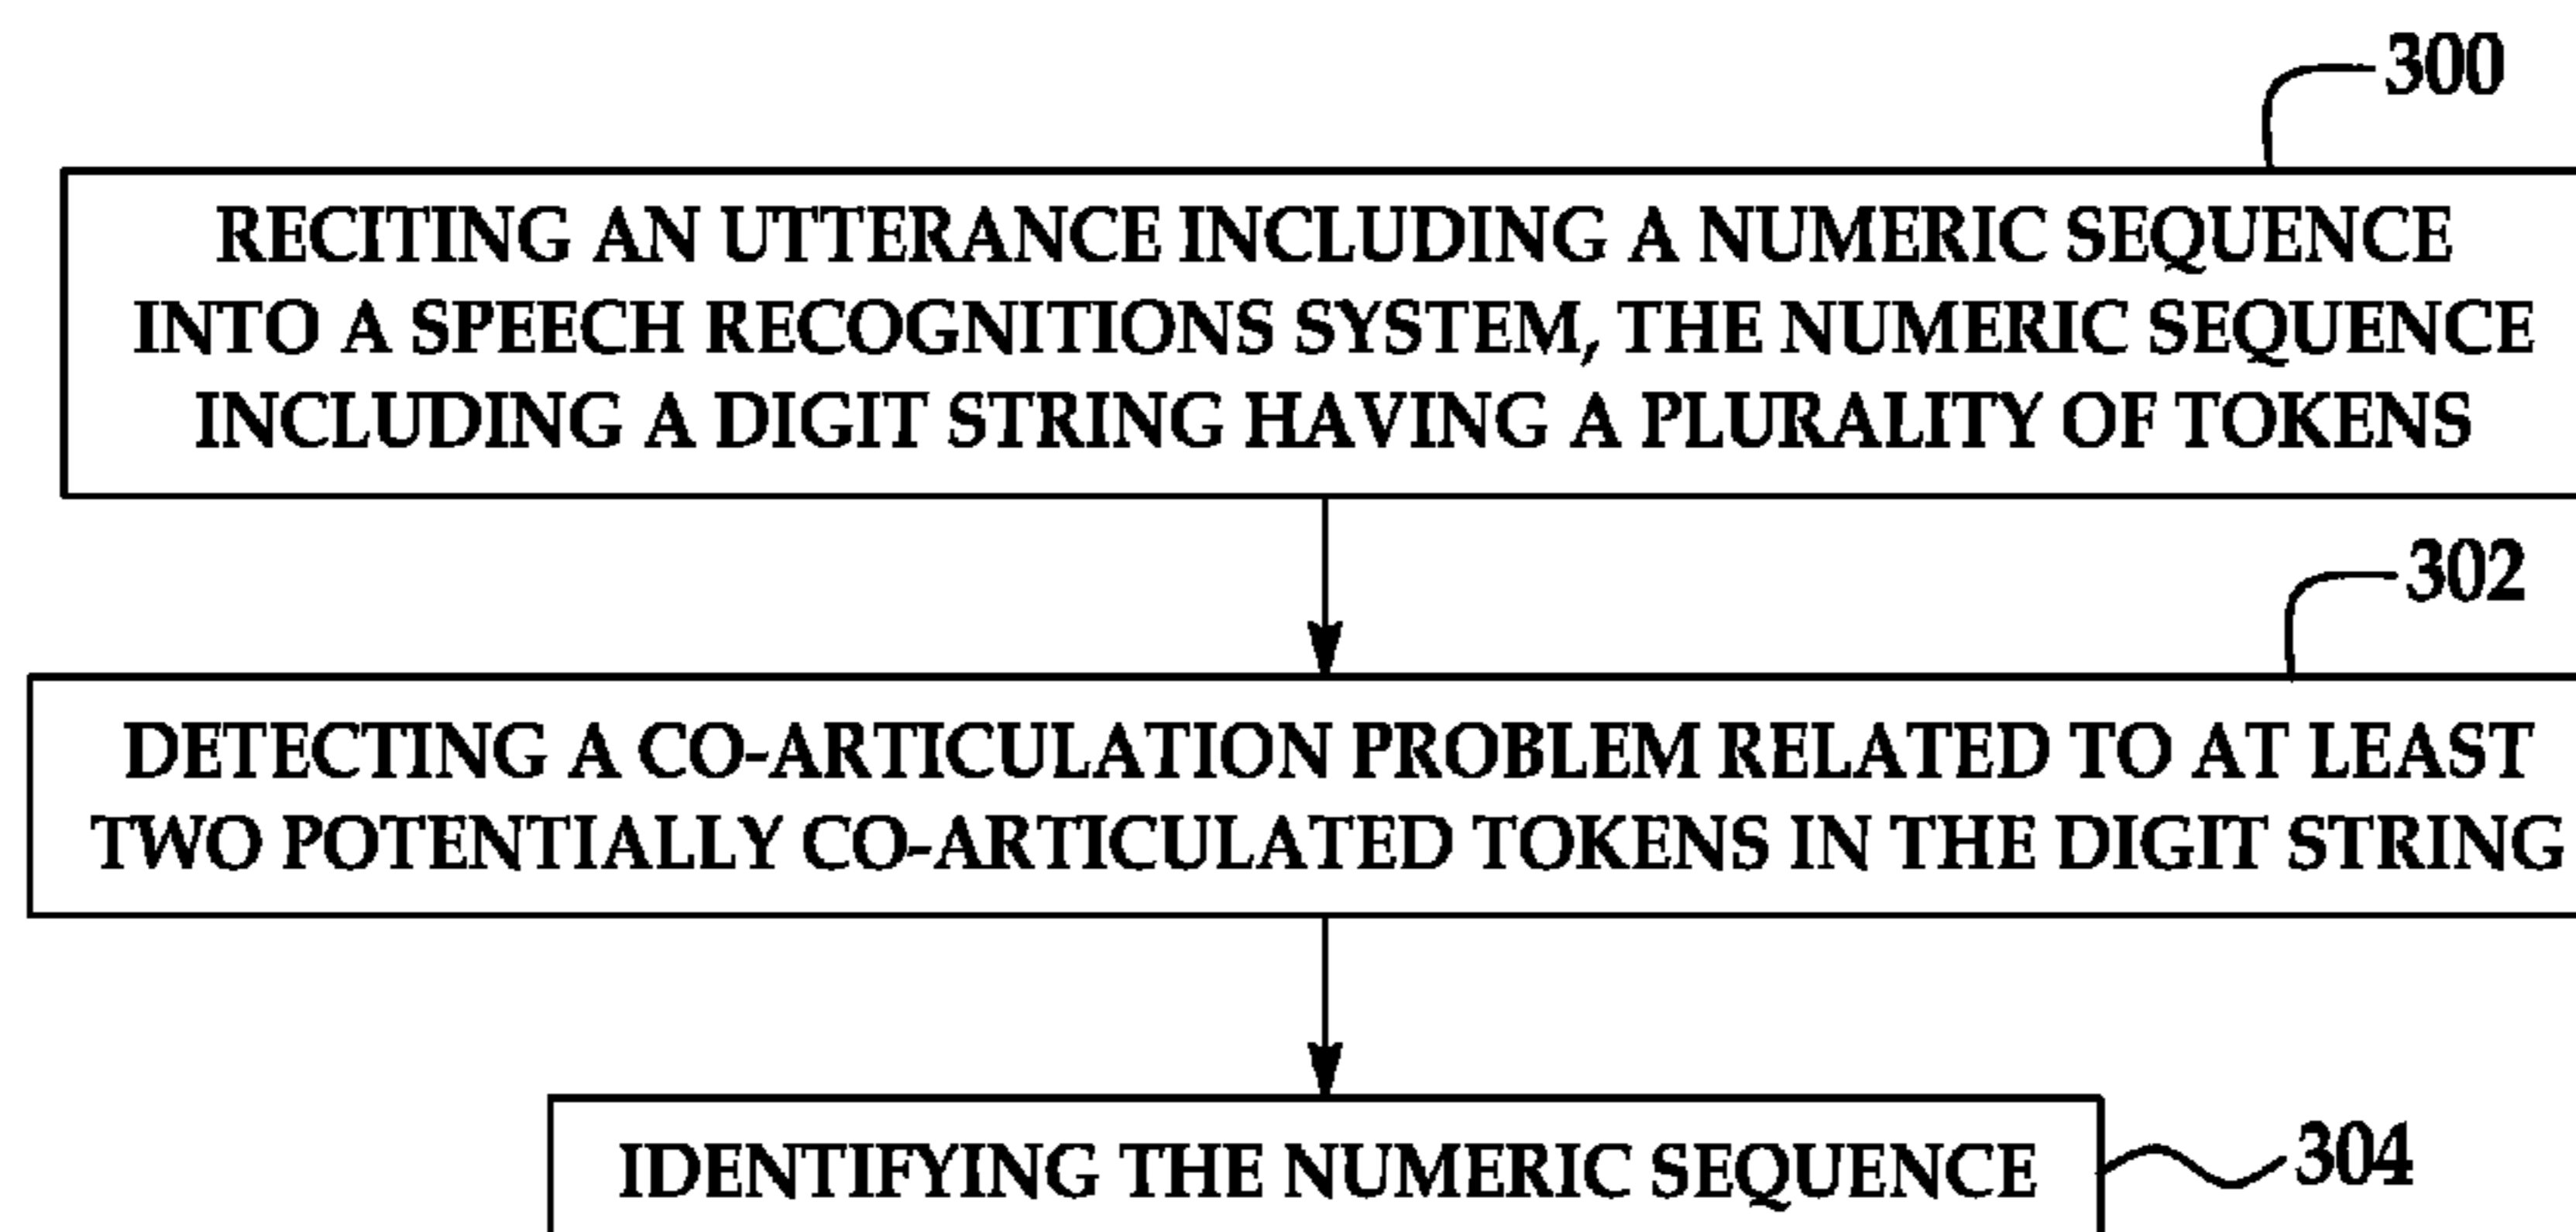 300
RECITING AN UTTERANCE INCLUDING A NUMERIC SEQUENCE
INTO A SPEECH RECOGNITIONS SYSTEM, THE NUMERIC SEQUENCE
INCLUDING A DIGIT STRING HAVING A PLURALITY OF TOKENS
302
DETECTING A CO-ARTICULATION PROBLEM RELATED TO AT LEAST
TWO POTENTIALLY CO-ARTICULATED TOKENS IN THE DIGIT STRING
IDENTIFYING THE NUMERIC SEQUENCE
304